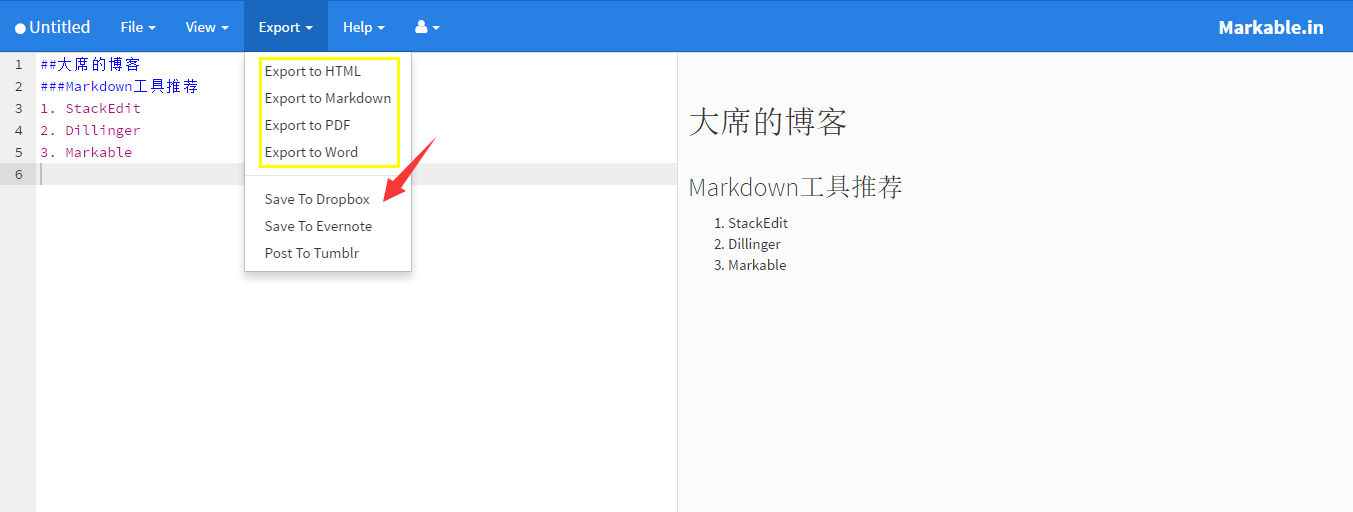 Untitled File View Export Help Markable.in
1 ##大席的博客
2 ###Markdown工具推荐
3 1. StackEdit
4 2. Dillinger
5 3. Markable
6
Export to HTML
Export to Markdown
Export to PDF
Export to Word
Save To Dropbox
Save To Evernote
Post To Tumblr
大席的博客
Markdown工具推荐
1. StackEdit
2. Dillinger
3. Markable